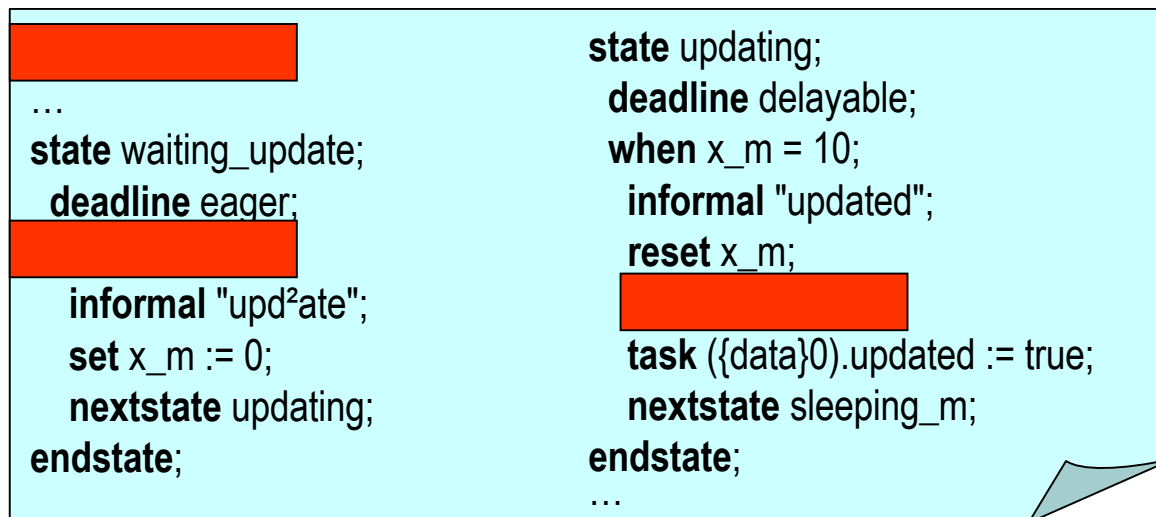 …
state waiting_update;
deadline eager;
informal "upd²ate";
set x_m := 0;
nextstate updating;
endstate;
state updating;
deadline delayable;
when x_m = 10;
informal "updated";
reset x_m;
task ({data}0).updated := true;
nextstate sleeping_m;
endstate;
…